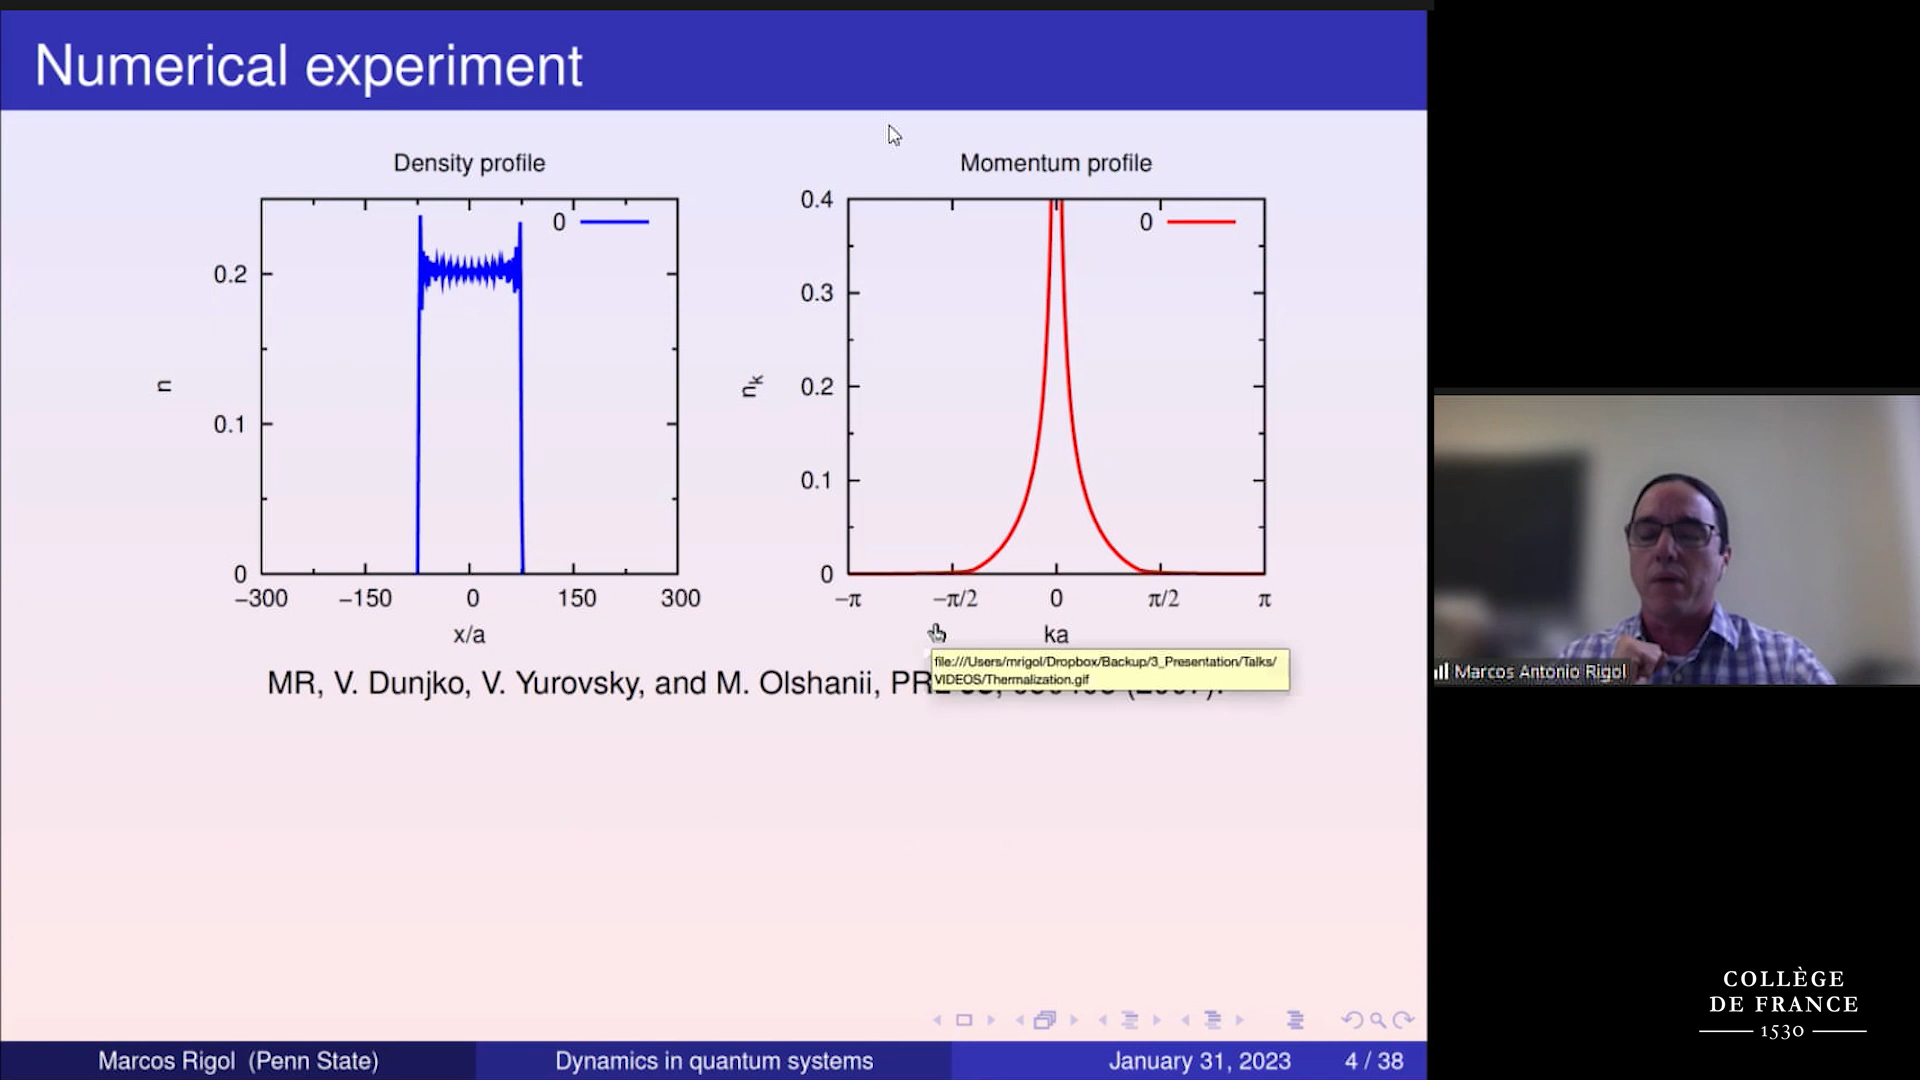 Numerical experiment
Density profile
0
0.2
0.1
0
n
−300 −150 0 150 300
x/a
Momentum profile
0
0.4
0.3
0.2
0.1
0
nk
−π −π/2 0 π/2 π
ka
file:///Users/mrigol/Dropbox/Backup/3_Presentation/Talks/
VIDEOS/Thermalization.gif
MR, V. Dunjko, V. Yurovsky, and M. Olshanii,
Marcos Antonio Rigol
COLLÈGE
DE FRANCE
1530
Marcos Rigol (Penn State) Dynamics in quantum systems January 31, 2023 4 / 38